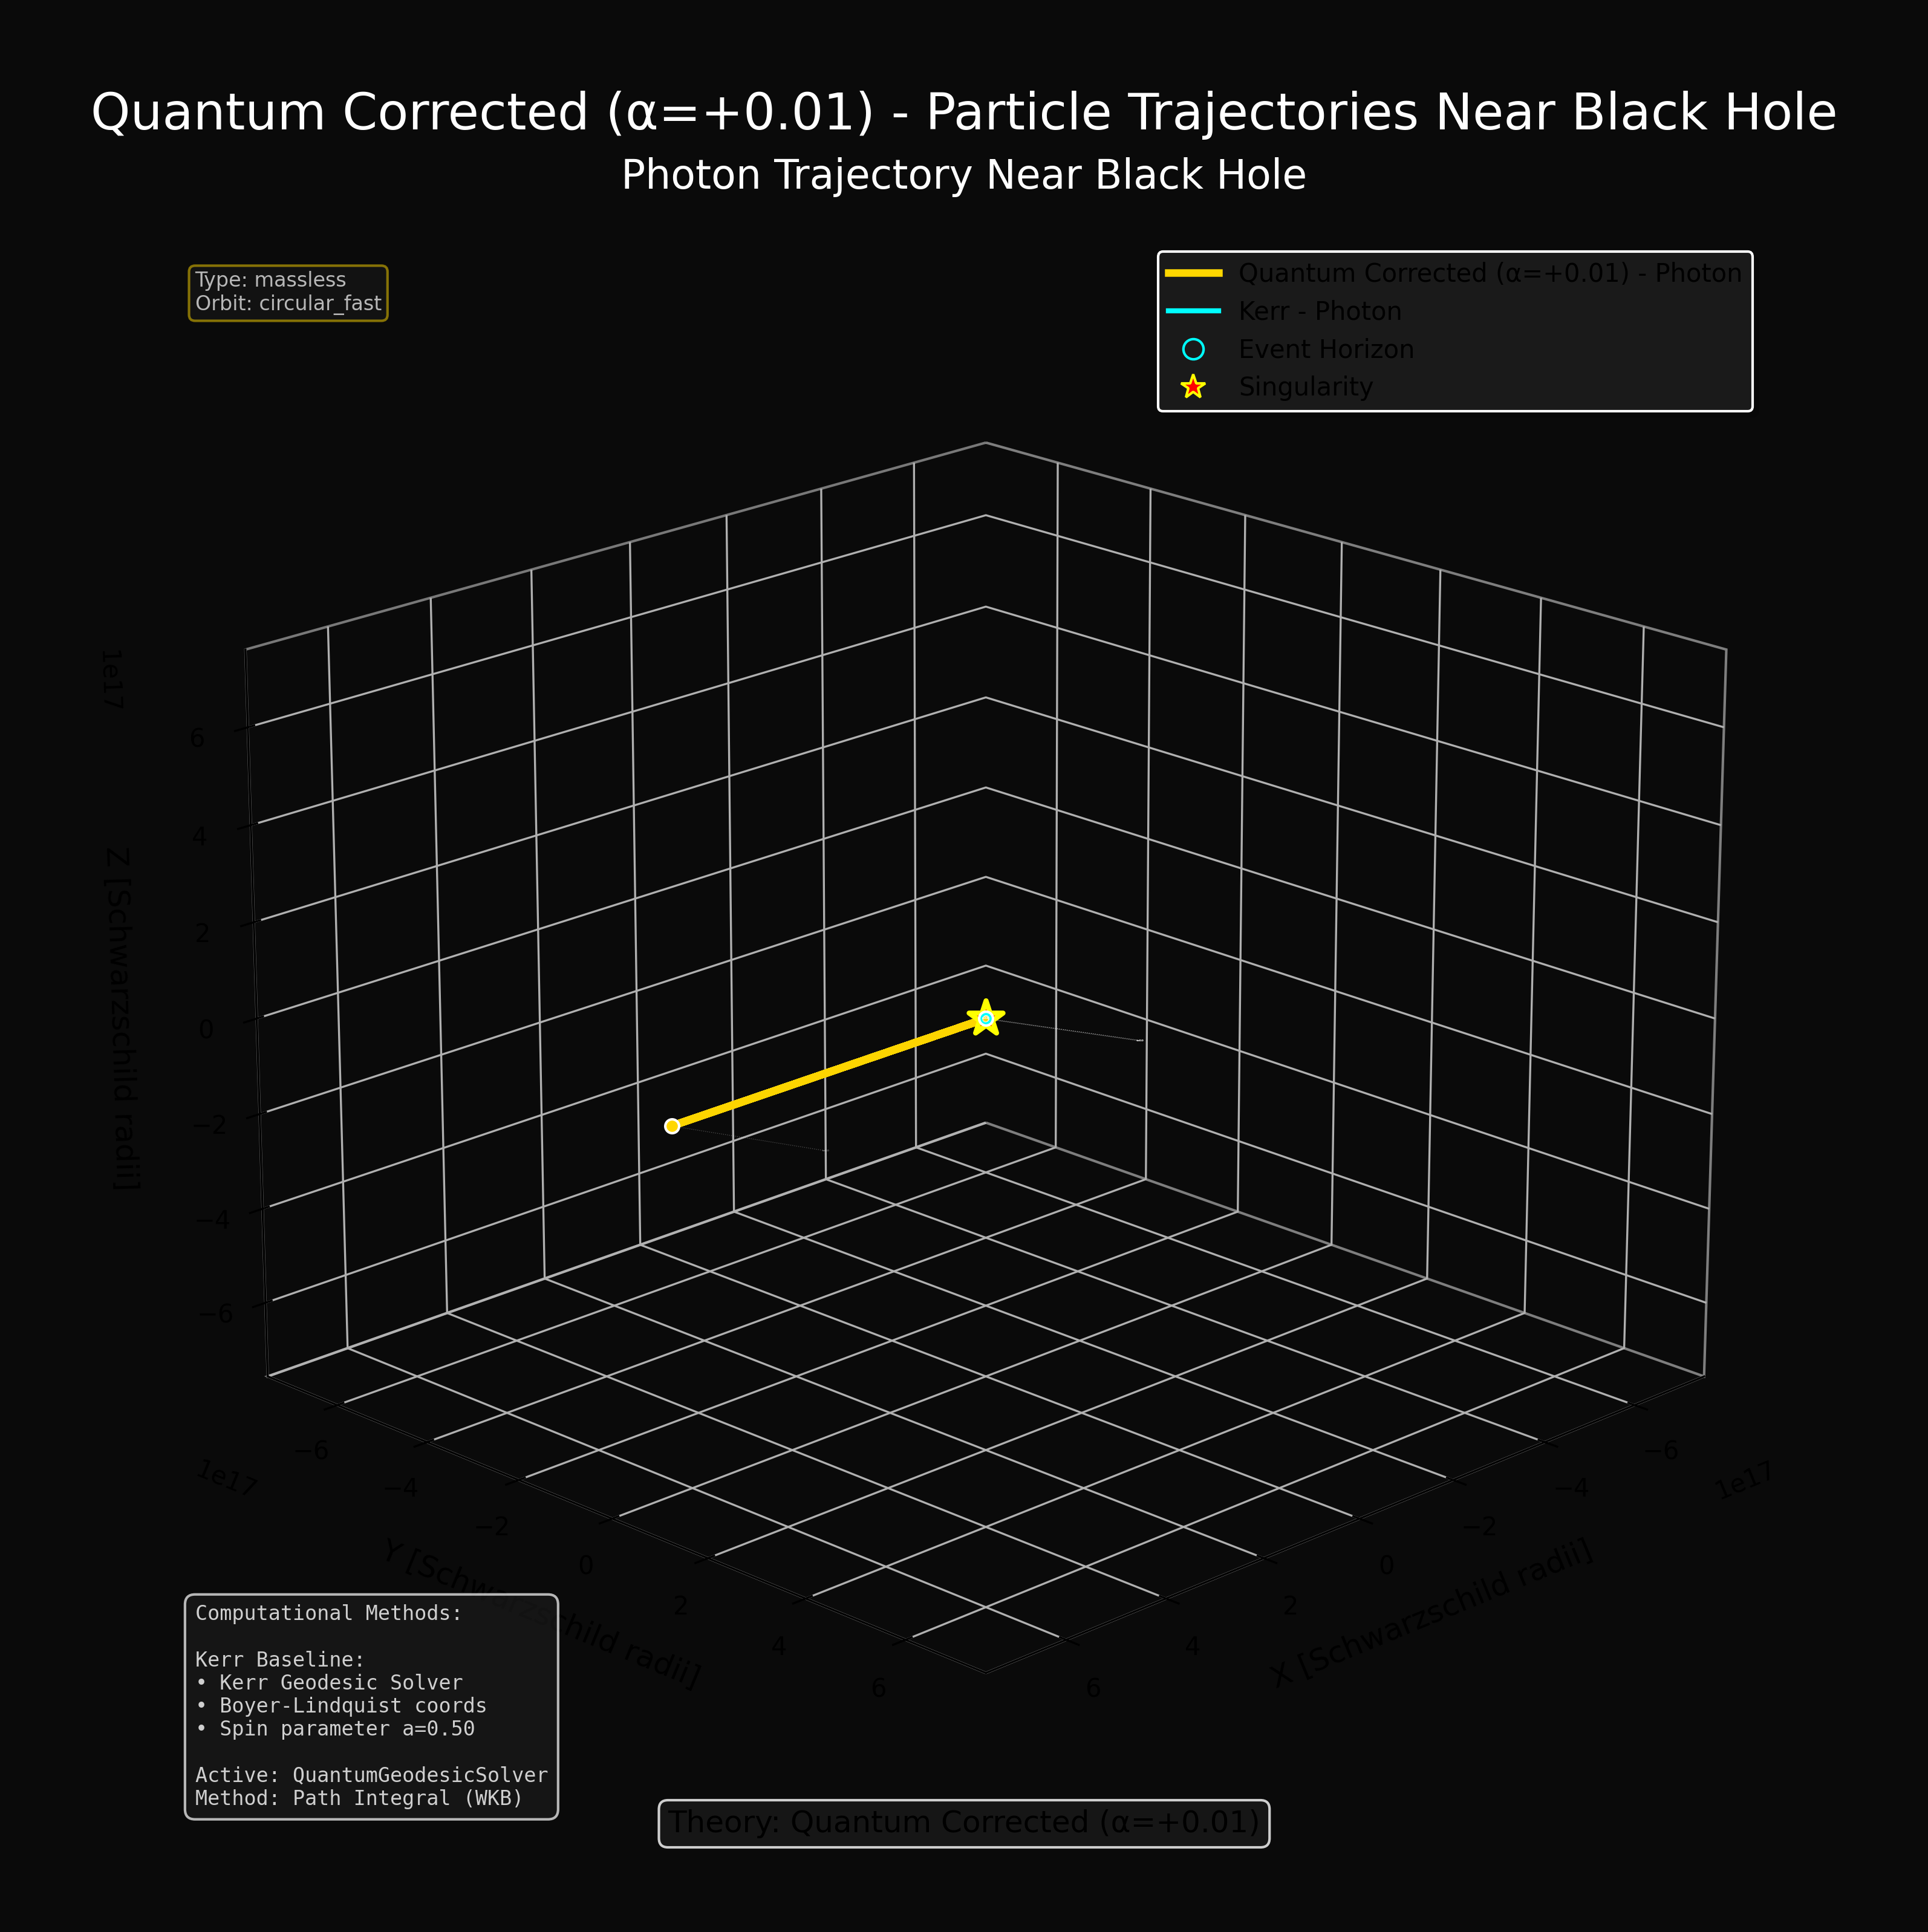 Quantum Corrected (α=+0.01) - Particle Trajectories Near Black Hole
Photon Trajectory Near Black Hole
Type: massless
Orbit: circular_fast
Quantum Corrected (α=+0.01) - Photon
Kerr - Photon
Event Horizon
Singularity
1e17
6
4
2
0
−2
−4
−6
Z [Schwarzschild radii]
−6
−4
−2
0
2
4
6
1e17
Y [Schwarzschild radii]
−6
−4
−2
0
2
4
6
1e17
X [Schwarzschild radii]
Computational Methods:
Kerr Baseline:
• Kerr Geodesic Solver
• Boyer-Lindquist coords
• Spin parameter a=0.50
Active: QuantumGeodesicSolver
Method: Path Integral (WKB)
Theory: Quantum Corrected (α=+0.01)